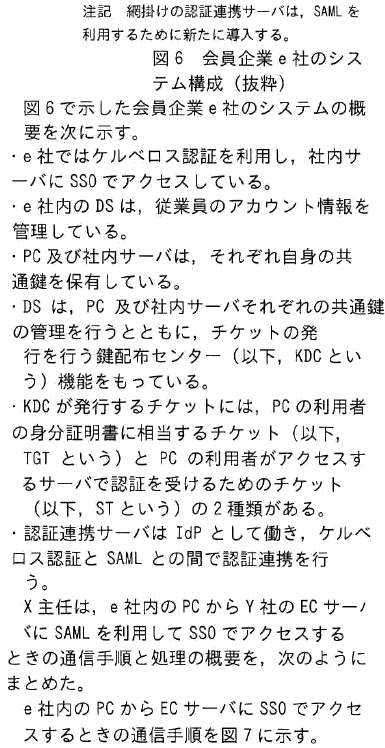 注記 網掛けの認証連携サーバは，SAML を
利用するために新たに導入する。
図６ 会員企業ｅ社のシス
テム構成（抜粋）
図６で示した会員企業ｅ社のシステムの概
要を次に示す。
・ｅ社ではケルベロス認証を利用し，社内サ
ーバに SSO でアクセスしている。
・ｅ社内の DS は，従業員のアカウント情報を
管理している。
・PC 及び社内サーバは，それぞれ自身の共
通鍵を保有している。
・DS は，PC 及び社内サーバそれぞれの共通鍵
の管理を行うとともに，チケットの発
行を行う鍵配布センター（以下，KDC とい
う）機能をもっている。
・KDC が発行するチケットには，PC の利用者
の身分証明書に相当するチケット（以下，
TGT という）と PC の利用者がアクセスす
るサーバで認証を受けるためのチケット
（以下，ST という）の２種類がある。
・認証連携サーバは IdP として働き，ケルベ
ロス認証と SAML との間で認証連携を行
う。
Ｘ主任は，ｅ社内の PC からＹ社の EC サー
バに SAML を利用して SSO でアクセスする
ときの通信手順と処理の概要を，次のように
まとめた。
ｅ社内の PC から EC サーバに SSO でアクセ
スするときの通信手順を図７に示す。